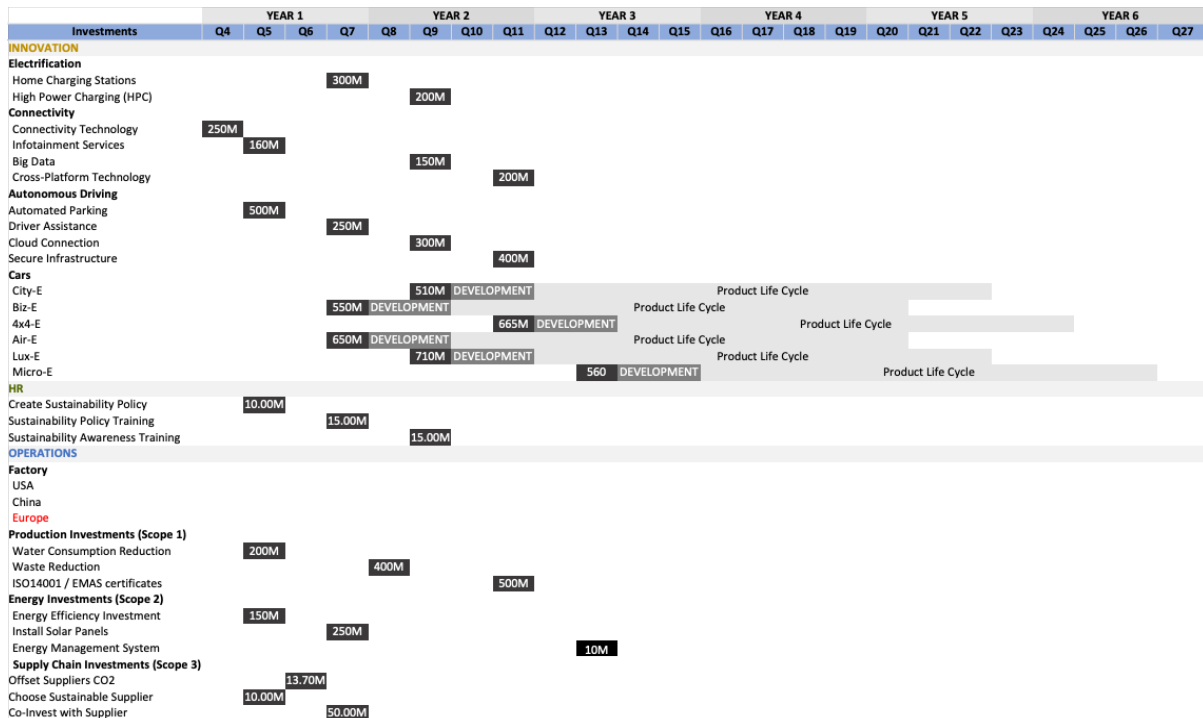 YEAR 1 YEAR 2 YEAR 3 YEAR 4 YEAR 5 YEAR 6
Investments Q4 Q5 Q6 Q7 Q8 Q9 Q10 Q11 Q12 Q13 Q14 Q15 Q16 Q17 Q18 Q19 Q20 Q21 Q22 Q23 Q24 Q25 Q26 Q27
INNOVATION
Electrification
Home Charging Stations 300M
High Power Charging (HPC) 200M
Connectivity
Connectivity Technology 250M
Infotainment Services 160M
Big Data 150M
Cross-Platform Technology 200M
Autonomous Driving
Automated Parking 500M
Driver Assistance 250M
Cloud Connection 300M
Secure Infrastructure 400M
Cars
City-E 510M DEVELOPMENT Product Life Cycle
Biz-E 550M DEVELOPMENT Product Life Cycle
4x4-E 665M DEVELOPMENT Product Life Cycle
Air-E 650M DEVELOPMENT Product Life Cycle
Lux-E 710M DEVELOPMENT Product Life Cycle
Micro-E 560 DEVELOPMENT Product Life Cycle
HR
Create Sustainability Policy 10.00M
Sustainability Policy Training 15.00M
Sustainability Awareness Training 15.00M
OPERATIONS
Factory
USA
China
Europe
Production Investments (Scope 1)
Water Consumption Reduction 200M
Waste Reduction 400M
ISO14001 / EMAS certificates 500M
Energy Investments (Scope 2)
Energy Efficiency Investment 150M
Install Solar Panels 250M
Energy Management System 10M
Supply Chain Investments (Scope 3)
Offset Suppliers CO2 13.70M
Choose Sustainable Supplier 10.00M
Co-Invest with Supplier 50.00M